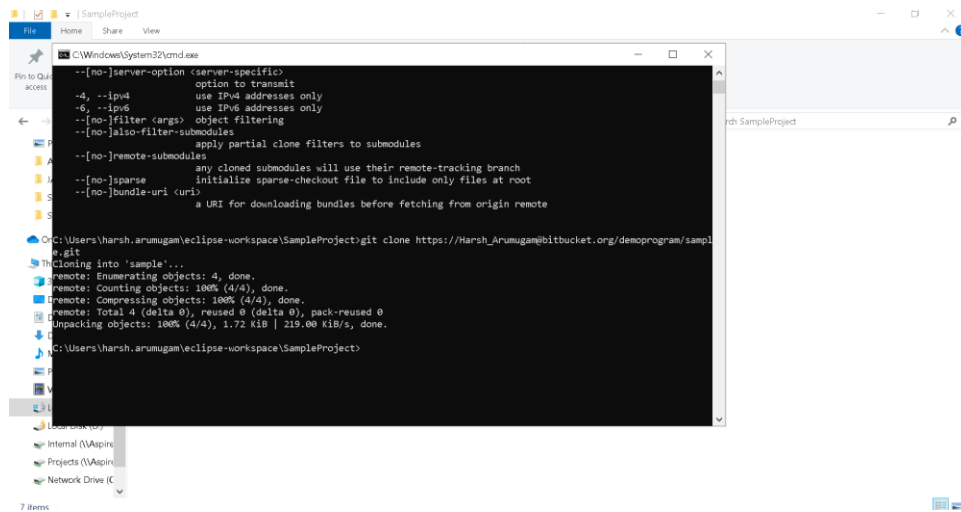 SampleProject
File Home Share View
Pin to Quic
access
C:\Windows\System32\cmd.exe
--[no-]server-option <server-specific>
option to transmit
-4, --ipv4 use IPv4 addresses only
-6, --ipv6 use IPv6 addresses only
--[no-]filter <args> object filtering
--[no-]also-filter-submodules
apply partial clone filters to submodules
--[no-]remote-submodules
any cloned submodules will use their remote-tracking branch
--[no-]sparse initialize sparse-checkout file to include only files at root
--[no-]bundle-uri <uri>
a URI for downloading bundles before fetching from origin remote
C:\Users\harsh.arumugam\eclipse-workspace\SampleProject>git clone https://Harsh_Arumugam@bitbucket.org/demoprogram/sampl
e.git
Cloning into 'sample'...
remote: Enumerating objects: 4, done.
remote: Counting objects: 100% (4/4), done.
remote: Compressing objects: 100% (4/4), done.
remote: Total 4 (delta 0), reused 0 (delta 0), pack-reused 0
Unpacking objects: 100% (4/4), 1.72 KiB | 219.00 KiB/s, done.
C:\Users\harsh.arumugam\eclipse-workspace\SampleProject>
rch SampleProject
Internal (\\Aspire
Projects (\\Aspire
Network Drive (
7 items